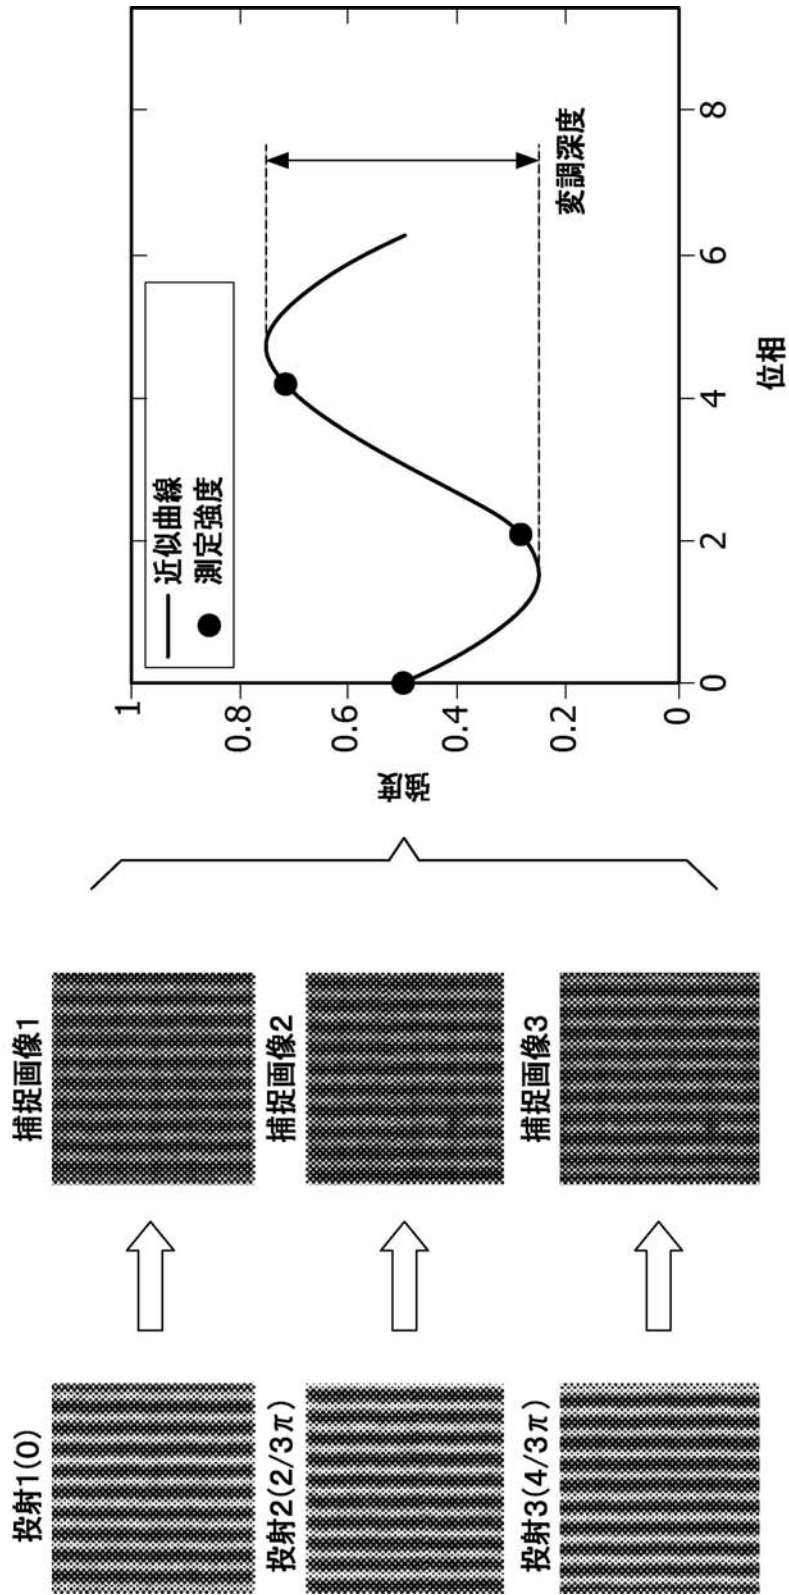 投射1(0)
捕捉画像1
投射2(2/3π)
捕捉画像2
投射3(4/3π)
捕捉画像3
強度
1
0.8
0.6
0.4
0.2
0
近似曲線
測定強度
変調深度
0
2
4
6
8
位相